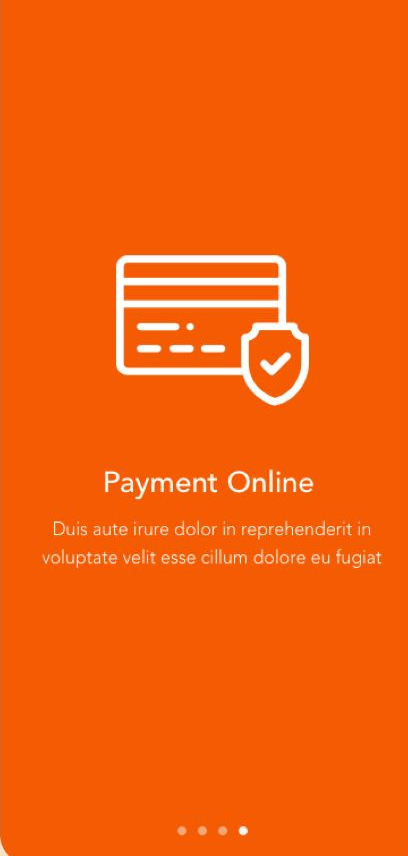 Payment Online
Duis aute irure dolor in reprehenderit in
voluptate velit esse cillum dolore eu fugiat